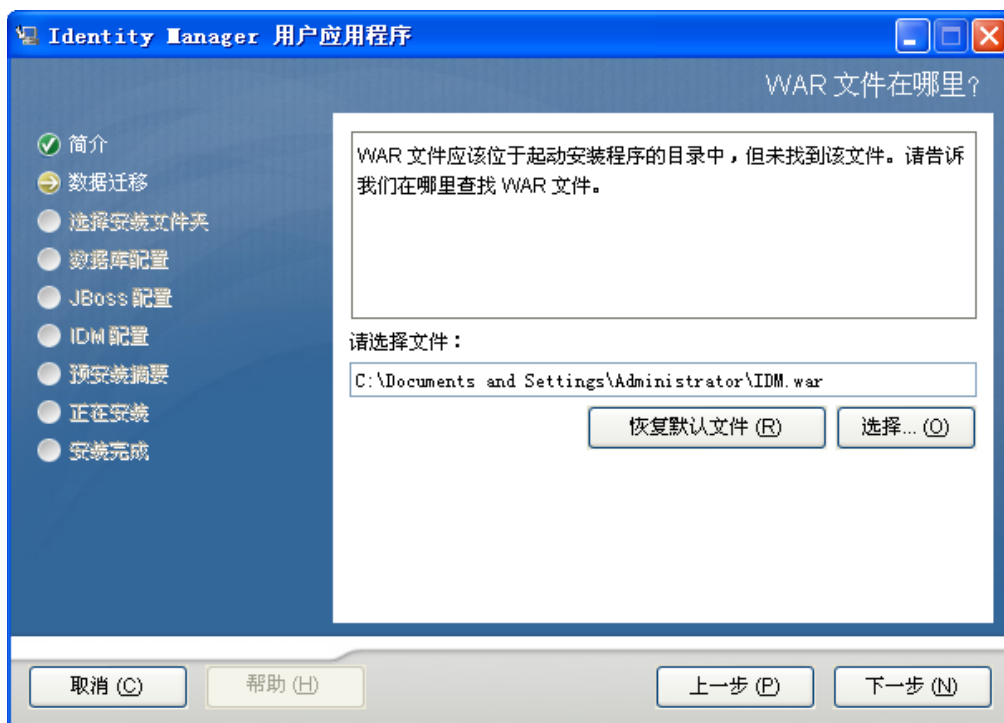 Identity Manager 用户应用程序
WAR 文件在哪里?
简介
数据迁移
选择安装文件夹
数据库配置
JBoss 配置
IDM 配置
预安装摘要
正在安装
安装完成
WAR 文件应该位于起动安装程序的目录中，但未找到该文件。请告诉
我们在哪里查找 WAR 文件。
请选择文件：
C:\Documents and Settings\Administrator\IDM.war
恢复默认文件 (R)
选择... (O)
取消 (C)
帮助 (H)
上一步 (P)
下一步 (N)